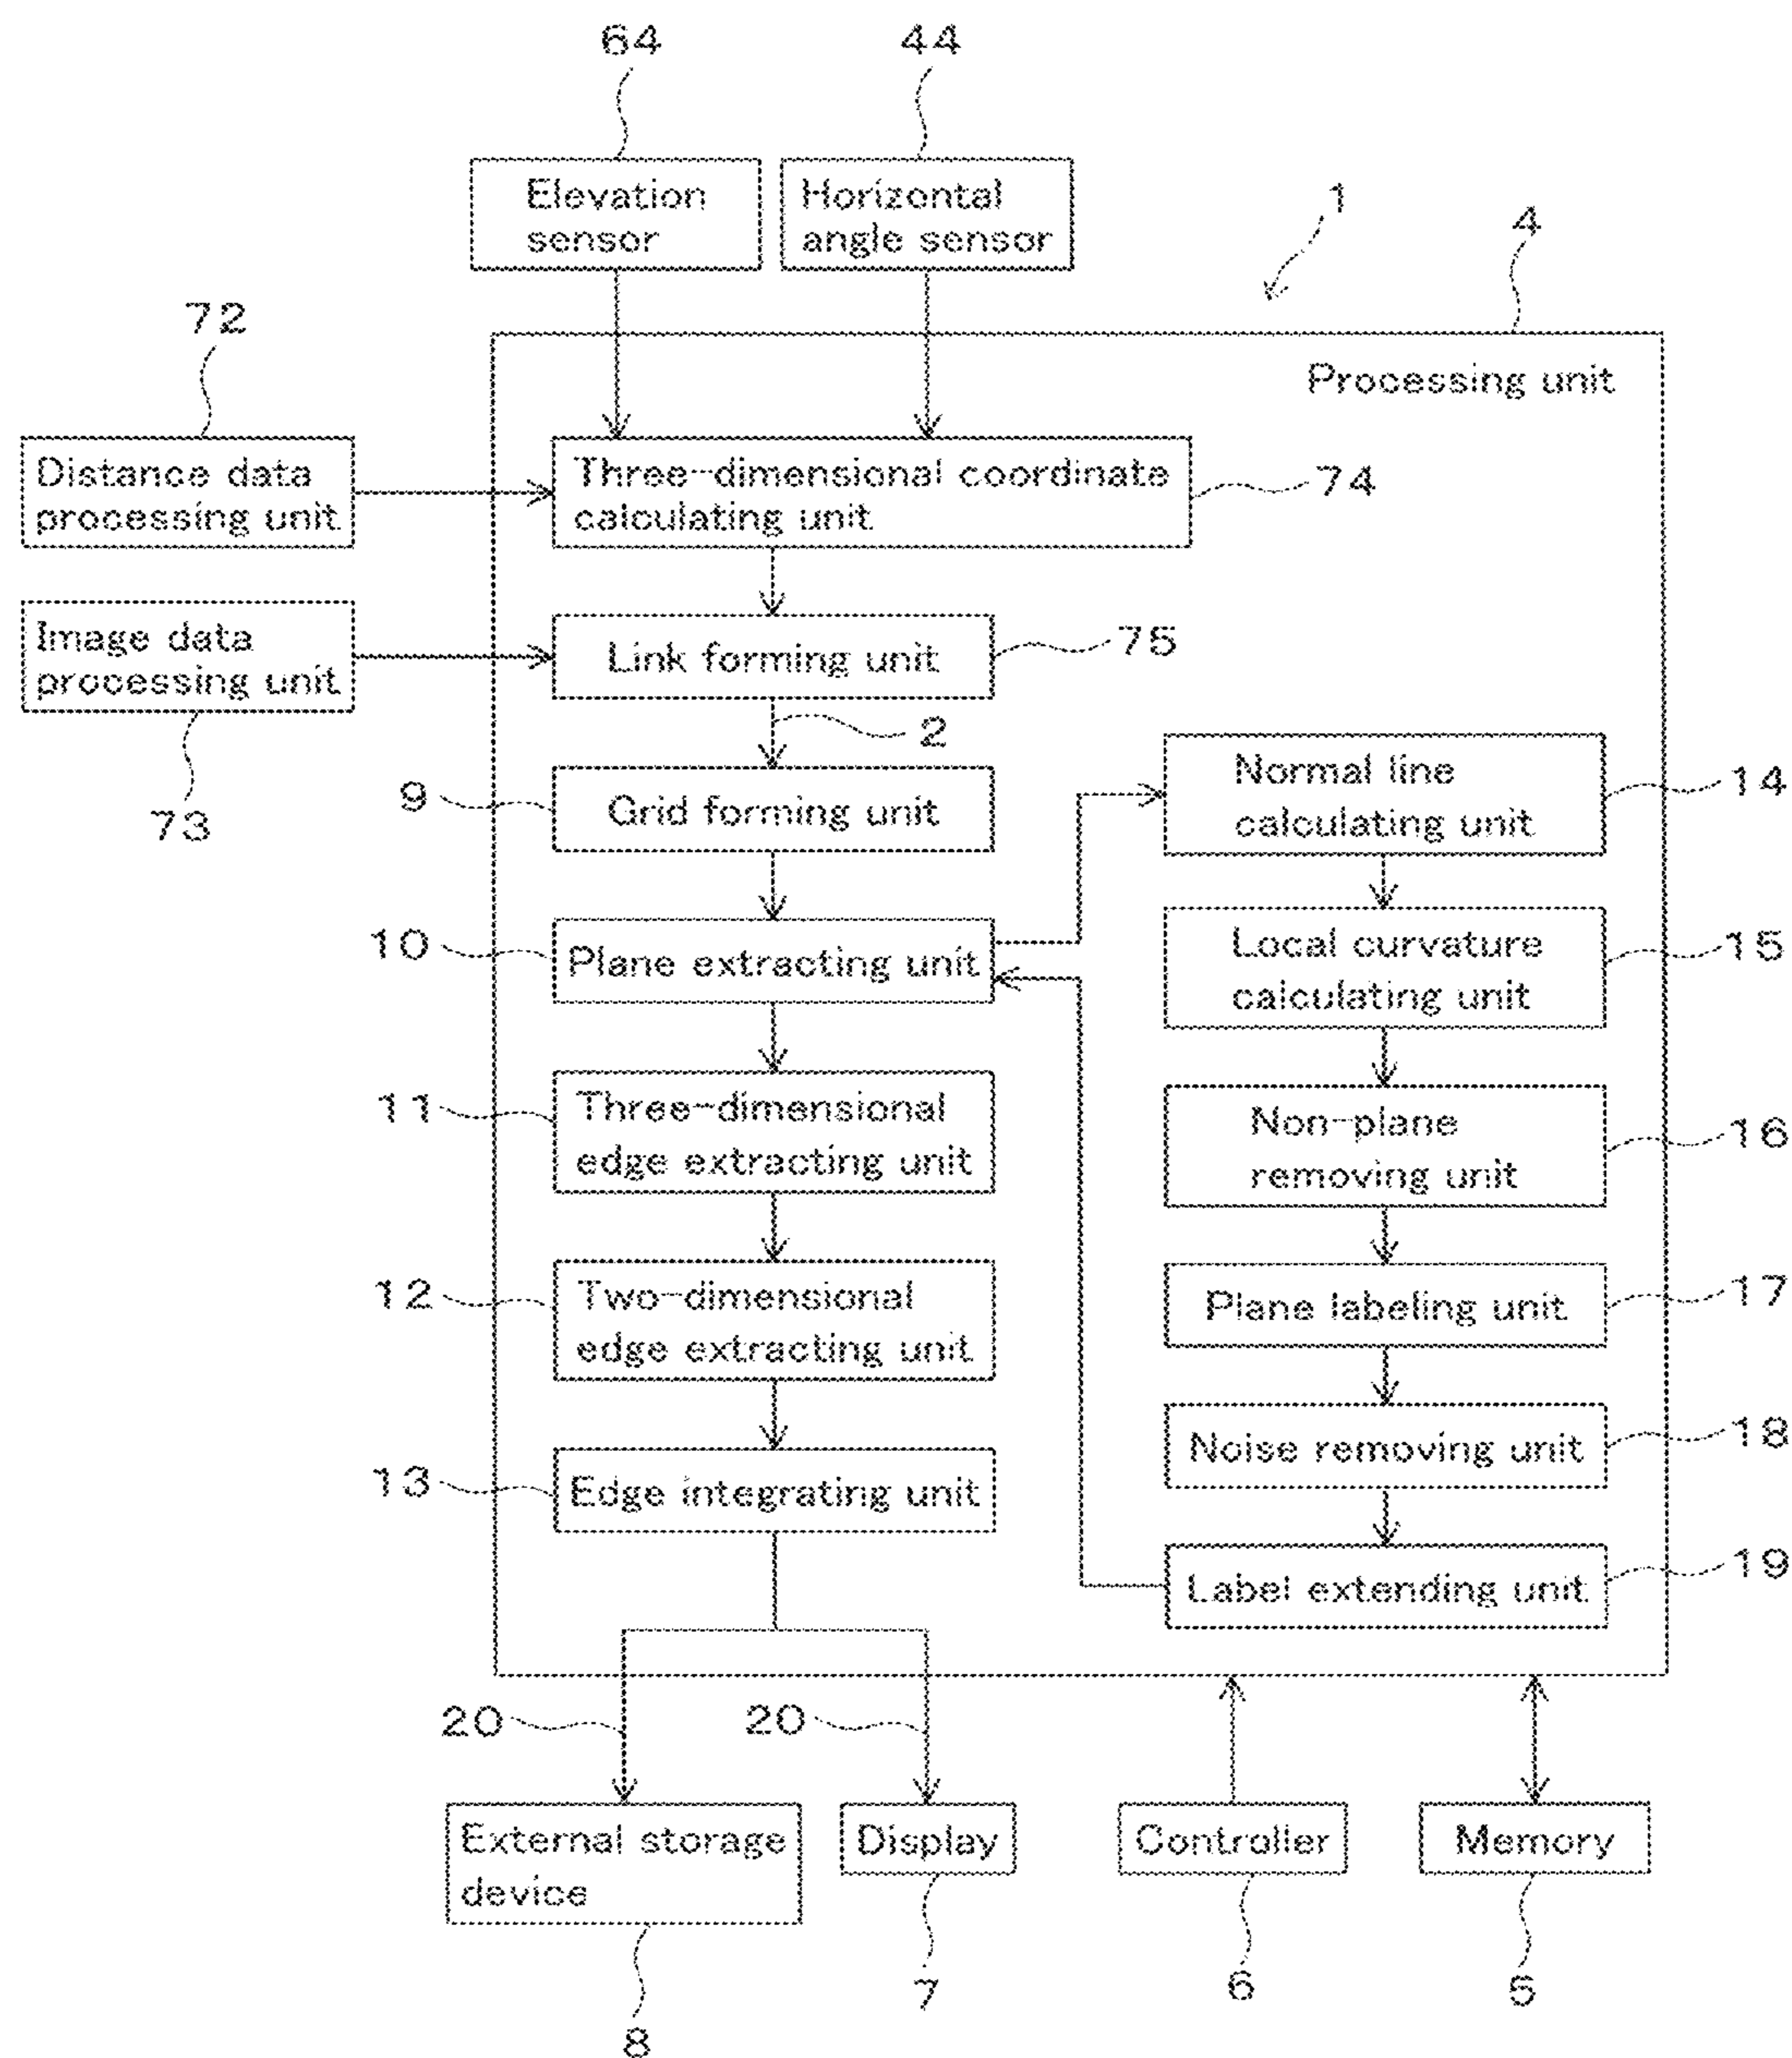 64
44
Elevation
sensor
Horizontal
angle sensor
1
4
72
Processing unit
Distance data
processing unit
Three-dimensional coordinate
calculating unit
74
Image data
processing unit
Link forming unit
75
73
2
9
Grid forming unit
Normal line
calculating unit
14
10
Plane extracting unit
Local curvature
calculating unit
15
11
Three-dimensional
edge extracting unit
Non-plane
removing unit
16
12
Two-dimensional
edge extracting unit
Plane labeling unit
17
13
Edge integrating unit
Noise removing unit
18
Label extending unit
19
20
20
External storage
device
Display
Controller
Memory
8
7
6
5